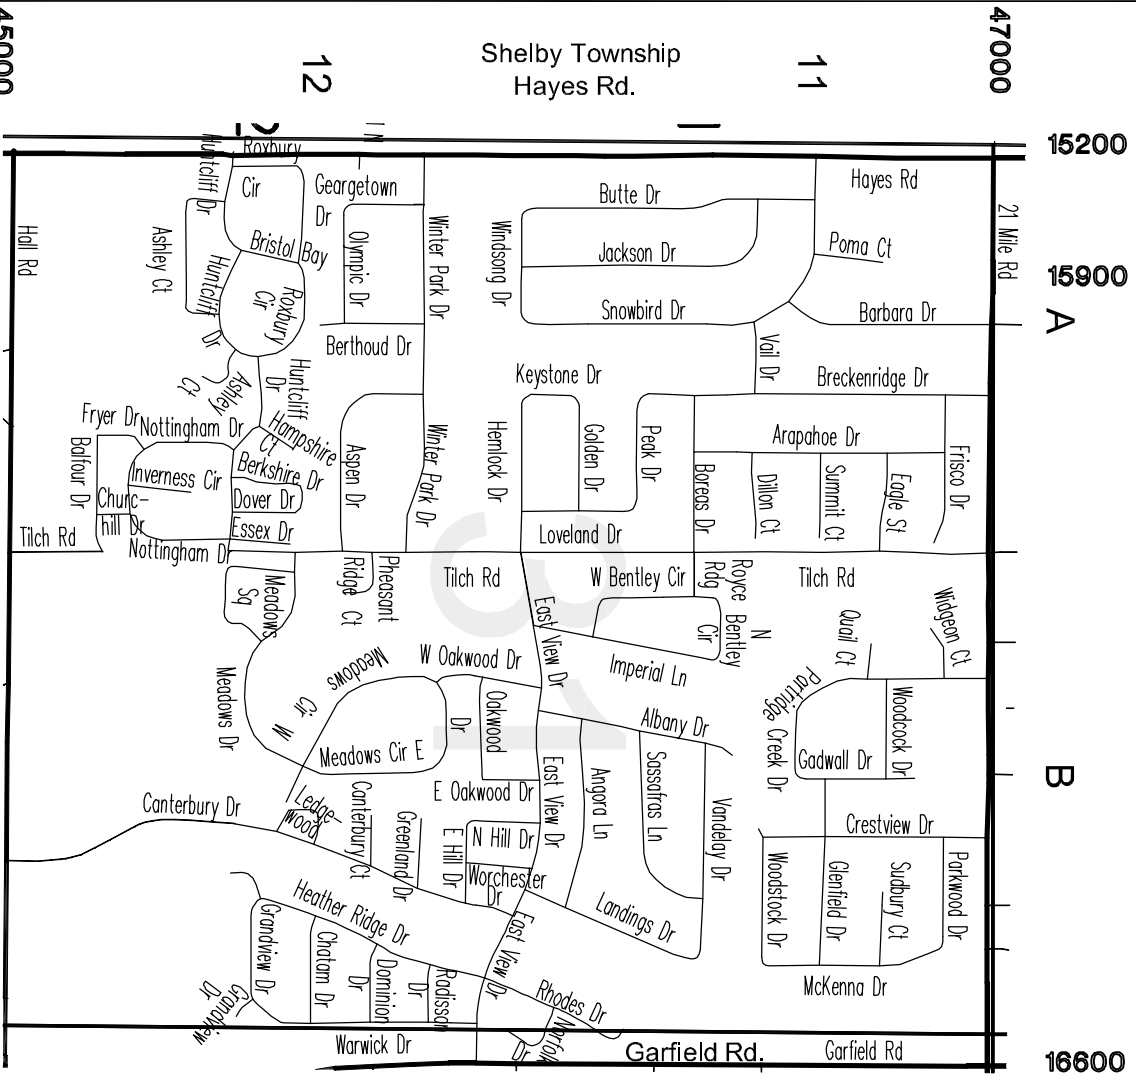 45000
12
Shelby Township
Hayes Rd.
11
47000
15200
Roxbury
Cir
Huntcliff
Dr
Geargetown
Dr
Butte Dr
Hayes Rd
21 Mile Rd
Hall Rd
Ashley Ct
Bristol Bay
Olympic Dr
Winter Park Dr
Windsong Dr
Jackson Dr
Poma Ct
15900
Huntcliff
Dr
Roxbury
Cir
Snowbird Dr
Barbara Dr
A
Berthoud Dr
Vail Dr
Ashley
Ct
Huntcliff
Dr
Keystone Dr
Breckenridge Dr
Fryer Dr
Nottingham Dr
Hampshire
Ct
Balfour Dr
Inverness Cir
Berkshire Dr
Aspen Dr
Winter Park Dr
Hemlock Dr
Golden Dr
Peak Dr
Arapahoe Dr
Frisco Dr
Churc-
hill Dr
Dover Dr
Boreas Dr
Dillon Ct
Summit Ct
Eagle St
Tilch Rd
Essex Dr
Nottingham Dr
Loveland Dr
Meadows
Sq
Pheasant
Ridge Ct
Tilch Rd
W Bentley Cir
Royce
Rdg
Tilch Rd
N
Bentley
Cir
East View Dr
Quail Ct
Widgeon Ct
13
Meadows Dr
Meadows
Cir W
W Oakwood Dr
Imperial Ln
Partridge
Creek Dr
Woodcock Dr
Oakwood
Dr
Albany Dr
Meadows Cir E
Gadwall Dr
E Oakwood Dr
East View Dr
Angora Ln
Sassafras Ln
Vandelay Dr
B
Canterbury Dr
Ledge-
wood
Canterbury Ct
Greenland Dr
E Hill Dr
N Hill Dr
Crestview Dr
Worchester
Dr
Woodstock Dr
Glenfield Dr
Sudbury Ct
Parkwood Dr
Heather Ridge Dr
Landings Dr
Grandview Dr
Chatam Dr
Dominion
Dr
Radisson
Dr
East View Dr
McKenna Dr
Grandview
Dr
Rhodes Dr
Norfolk
Dr
Warwick Dr
Garfield Rd.
Garfield Rd
16600